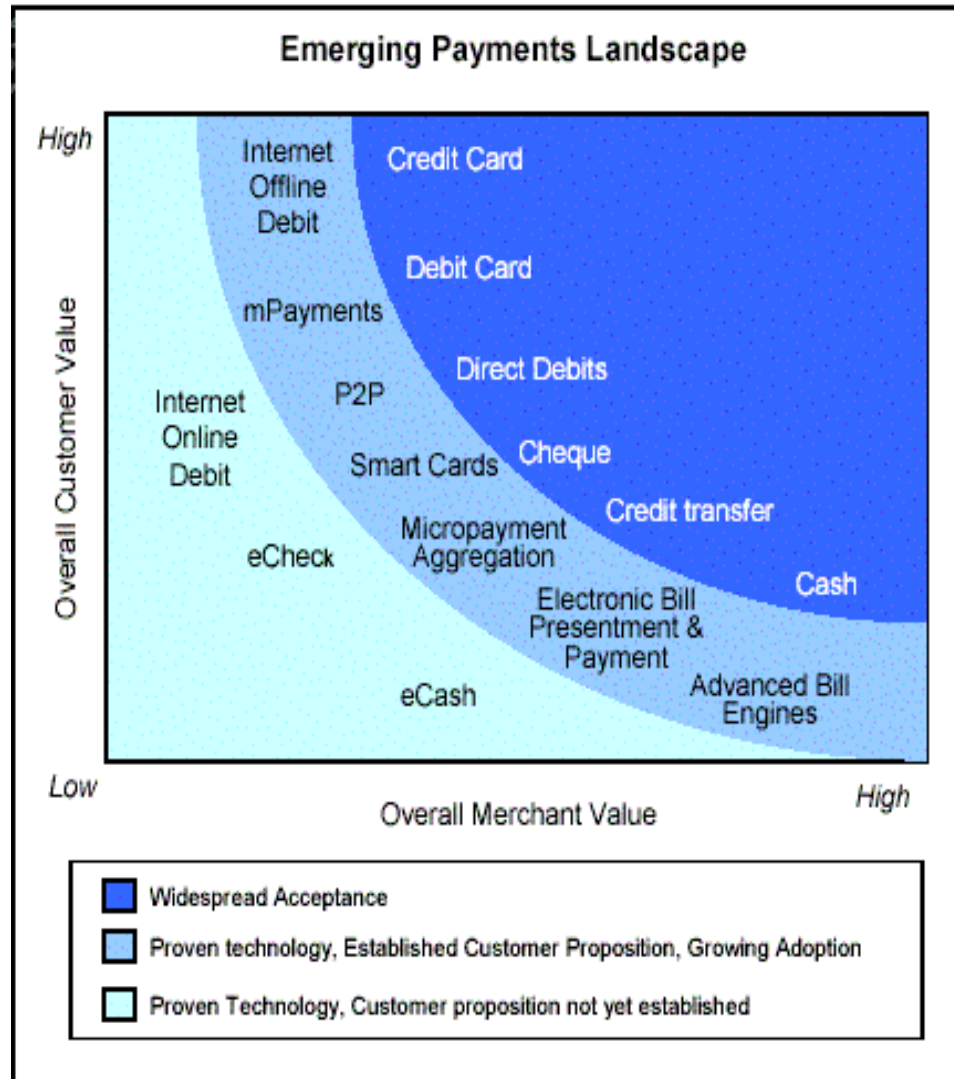 Emerging Payments Landscape
High
Internet
Offline
Debit
Credit Card
Debit Card
mPayments
Direct Debits
P2P
Internet
Online
Debit
Cheque
Smart Cards
Credit transfer
Micropayment
Aggregation
eCheck
Cash
Electronic Bill
Presentment &
Payment
Advanced Bill
Engines
eCash
Overall Customer Value
Low
High
Overall Merchant Value
Widespread Acceptance
Proven technology, Established Customer Proposition, Growing Adoption
Proven Technology, Customer proposition not yet established